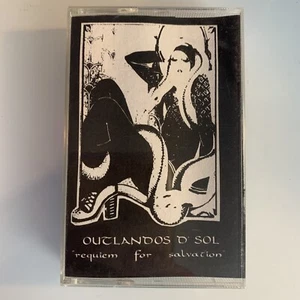 OUTLANDOS D' SOL
"requiem for salvation"